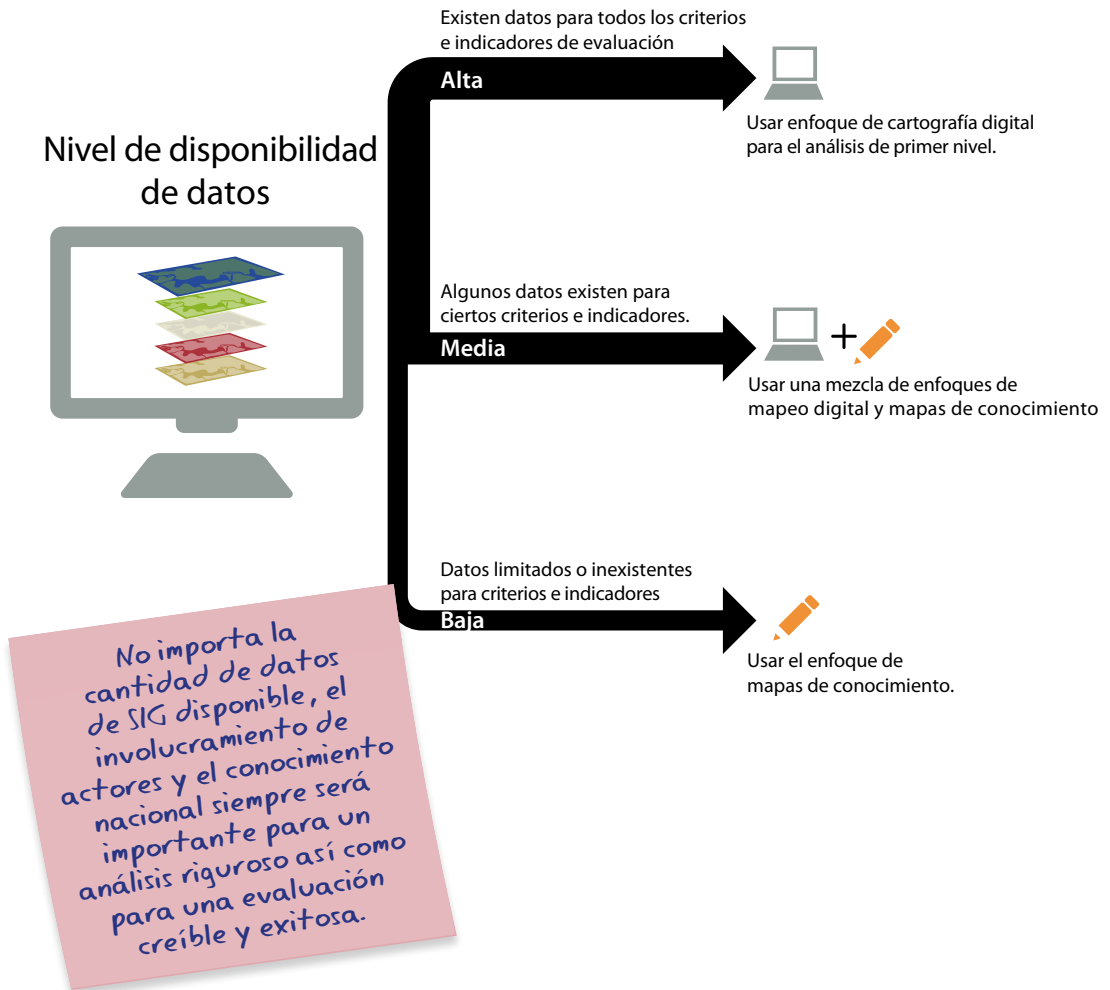 Nivel de disponibilidad
de datos
Existen datos para todos los criterios
e indicadores de evaluación
Alta
Usar enfoque de cartografía digital
para el análisis de primer nivel.
Algunos datos existen para
ciertos criterios e indicadores.
Media
+
Usar una mezcla de enfoques de
mapeo digital y mapas de conocimiento
Datos limitados o inexistentes
para criterios e indicadores
Baja
Usar el enfoque de
mapas de conocimiento.
No importa la
cantidad de datos
de SIG disponible, el
involucramiento de
actores y el conocimiento
nacional siempre será
importante para un
análisis riguroso así como
para una evaluación
creíble y exitosa.